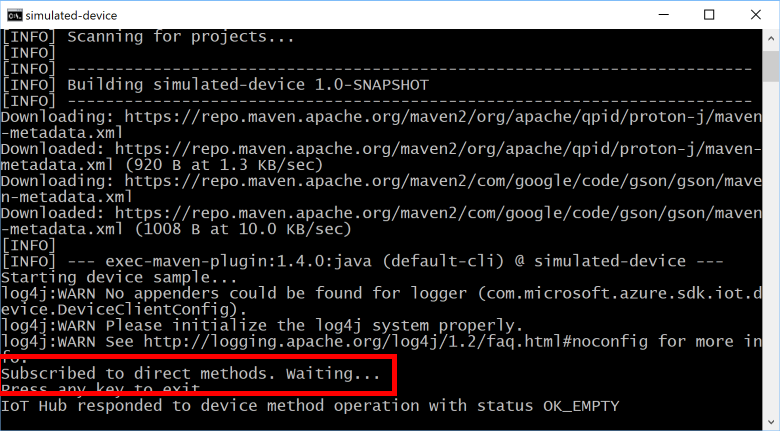 simulated-device
[INFO] Scanning for projects...
[INFO]
[INFO] ------------------------------------------------------------------------
[INFO] Building simulated-device 1.0-SNAPSHOT
[INFO] ------------------------------------------------------------------------
Downloading: https://repo.maven.apache.org/maven2/org/apache/qpid/proton-j/maven
-metadata.xml
Downloaded: https://repo.maven.apache.org/maven2/org/apache/qpid/proton-j/maven-
metadata.xml (920 B at 1.3 KB/sec)
Downloading: https://repo.maven.apache.org/maven2/com/google/code/gson/gson/mave
n-metadata.xml
Downloaded: https://repo.maven.apache.org/maven2/com/google/code/gson/gson/maven
-metadata.xml (1008 B at 10.0 KB/sec)
[INFO]
[INFO] --- exec-maven-plugin:1.4.0:java (default-cli) @ simulated-device ---
Starting device sample...
log4j:WARN No appenders could be found for logger (com.microsoft.azure.sdk.iot.d
evice.DeviceClientConfig).
log4j:WARN Please initialize the log4j system properly.
log4j:WARN See http://logging.apache.org/log4j/1.2/faq.html#noconfig for more in
fo.
Subscribed to direct methods. Waiting...
Press any key to exit
IoT Hub responded to device method operation with status OK_EMPTY